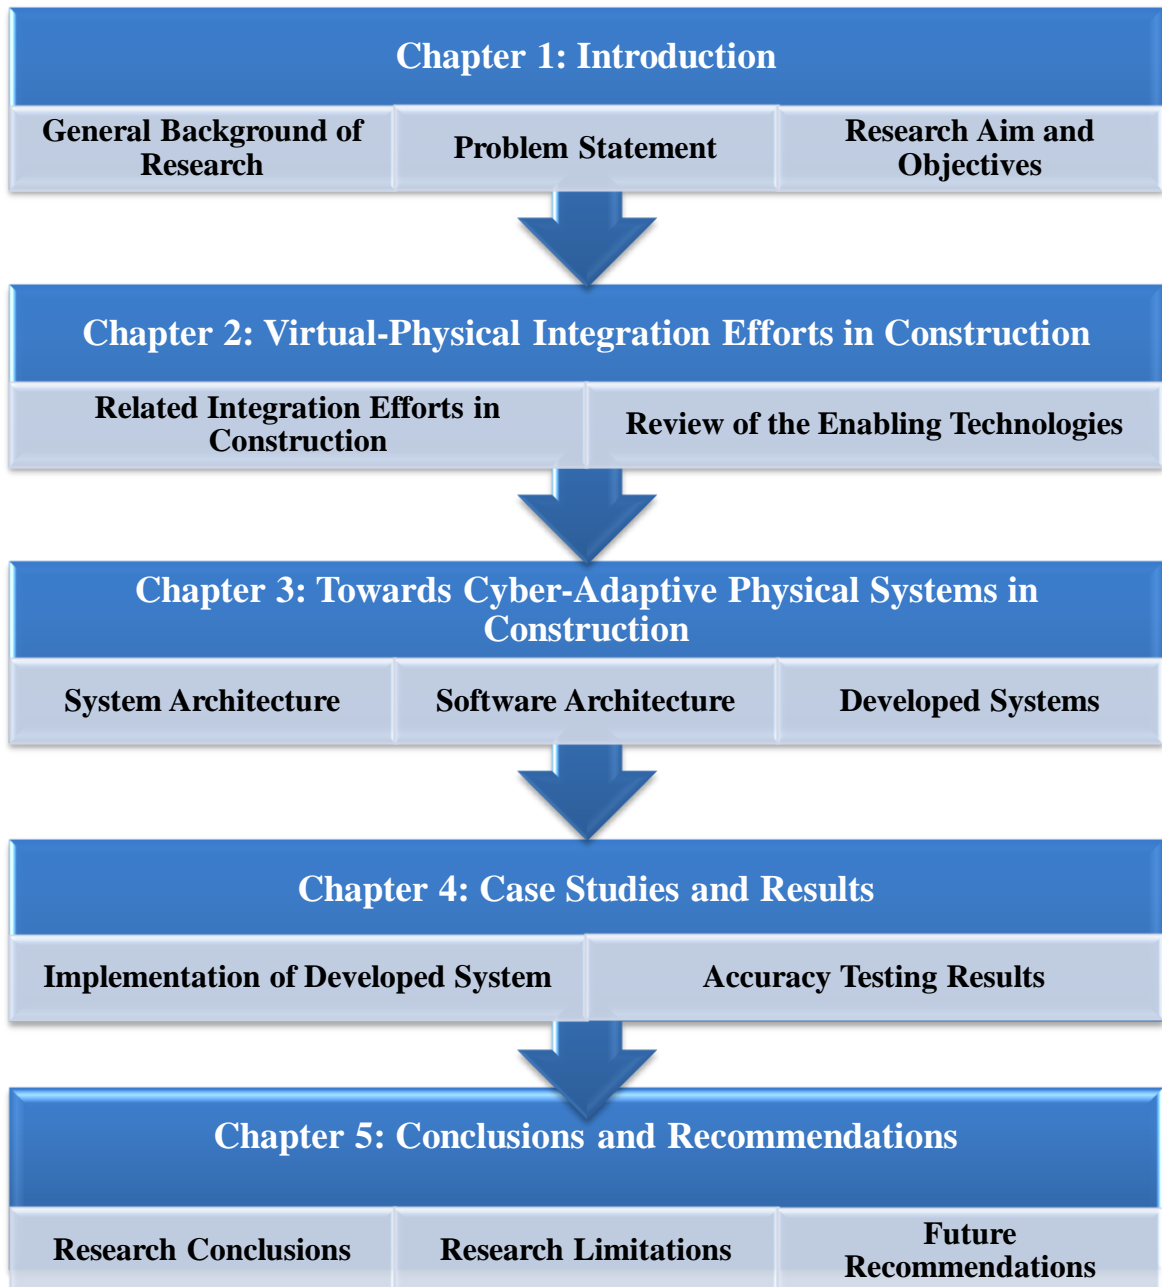 Chapter 1: Introduction
General Background of
Research
Problem Statement
Research Aim and
Objectives
Chapter 2: Virtual-Physical Integration Efforts in Construction
Related Integration Efforts in
Construction
Review of the Enabling Technologies
Chapter 3: Towards Cyber-Adaptive Physical Systems in
Construction
System Architecture
Software Architecture
Developed Systems
Chapter 4: Case Studies and Results
Implementation of Developed System
Accuracy Testing Results
Chapter 5: Conclusions and Recommendations
Research Conclusions
Research Limitations
Future
Recommendations